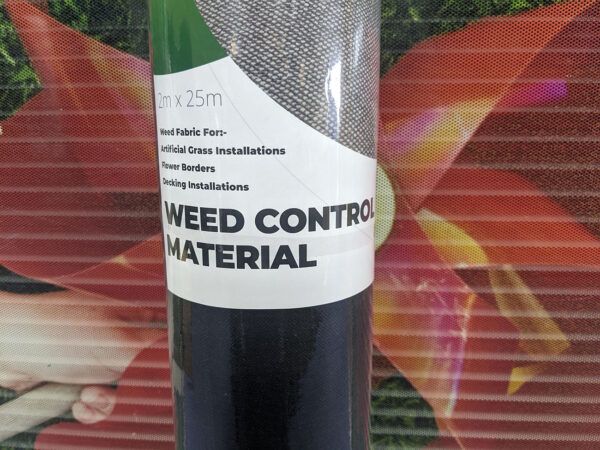 2m x 25m
Weed Fabric For:-
Artificial Grass Installations
Flower Borders
Decking Installations
WEED CONTROL
MATERIAL